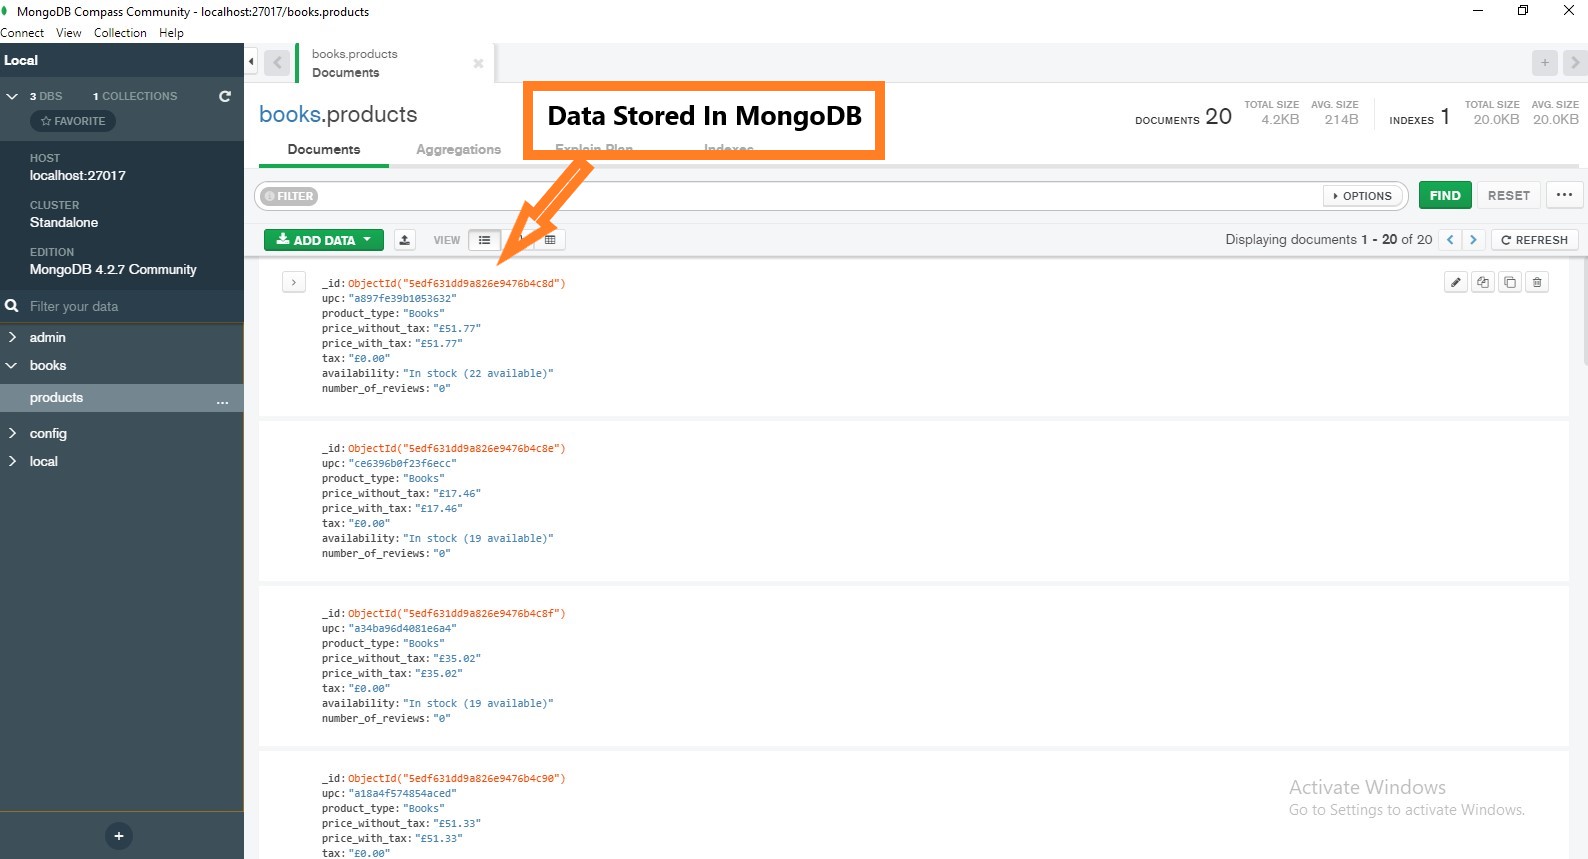 MongoDB Compass Community - localhost:27017/books.products
Connect View Collection Help
Local
3 DBS 1 COLLECTIONS
☆ FAVORITE
HOST
localhost:27017
CLUSTER
Standalone
EDITION
MongoDB 4.2.7 Community
Filter your data
admin
books
products ...
config
local
+
books.products
Documents
books.products
Data Stored In MongoDB
DOCUMENTS 20
TOTAL SIZE
4.2KB
AVG. SIZE
214B
INDEXES 1
TOTAL SIZE
20.0KB
AVG. SIZE
20.0KB
Documents Aggregations Explain Plan Indexes
FILTER
OPTIONS
FIND RESET ...
ADD DATA
VIEW
Displaying documents 1 - 20 of 20
REFRESH
_id: ObjectId("5edf631dd9a826e9476b4c8d")
upc: "a897fe39b1053632"
product_type: "Books"
price_without_tax: "£51.77"
price_with_tax: "£51.77"
tax: "£0.00"
availability: "In stock (22 available)"
number_of_reviews: "0"
_id: ObjectId("5edf631dd9a826e9476b4c8e")
upc: "ce6396b0f23f6ecc"
product_type: "Books"
price_without_tax: "£17.46"
price_with_tax: "£17.46"
tax: "£0.00"
availability: "In stock (19 available)"
number_of_reviews: "0"
_id: ObjectId("5edf631dd9a826e9476b4c8f")
upc: "a34ba96d4081e6a4"
product_type: "Books"
price_without_tax: "£35.02"
price_with_tax: "£35.02"
tax: "£0.00"
availability: "In stock (19 available)"
number_of_reviews: "0"
_id: ObjectId("5edf631dd9a826e9476b4c90")
upc: "a18a4f574854aced"
product_type: "Books"
price_without_tax: "£51.33"
price_with_tax: "£51.33"
tax: "£0.00"
Activate Windows
Go to Settings to activate Windows.